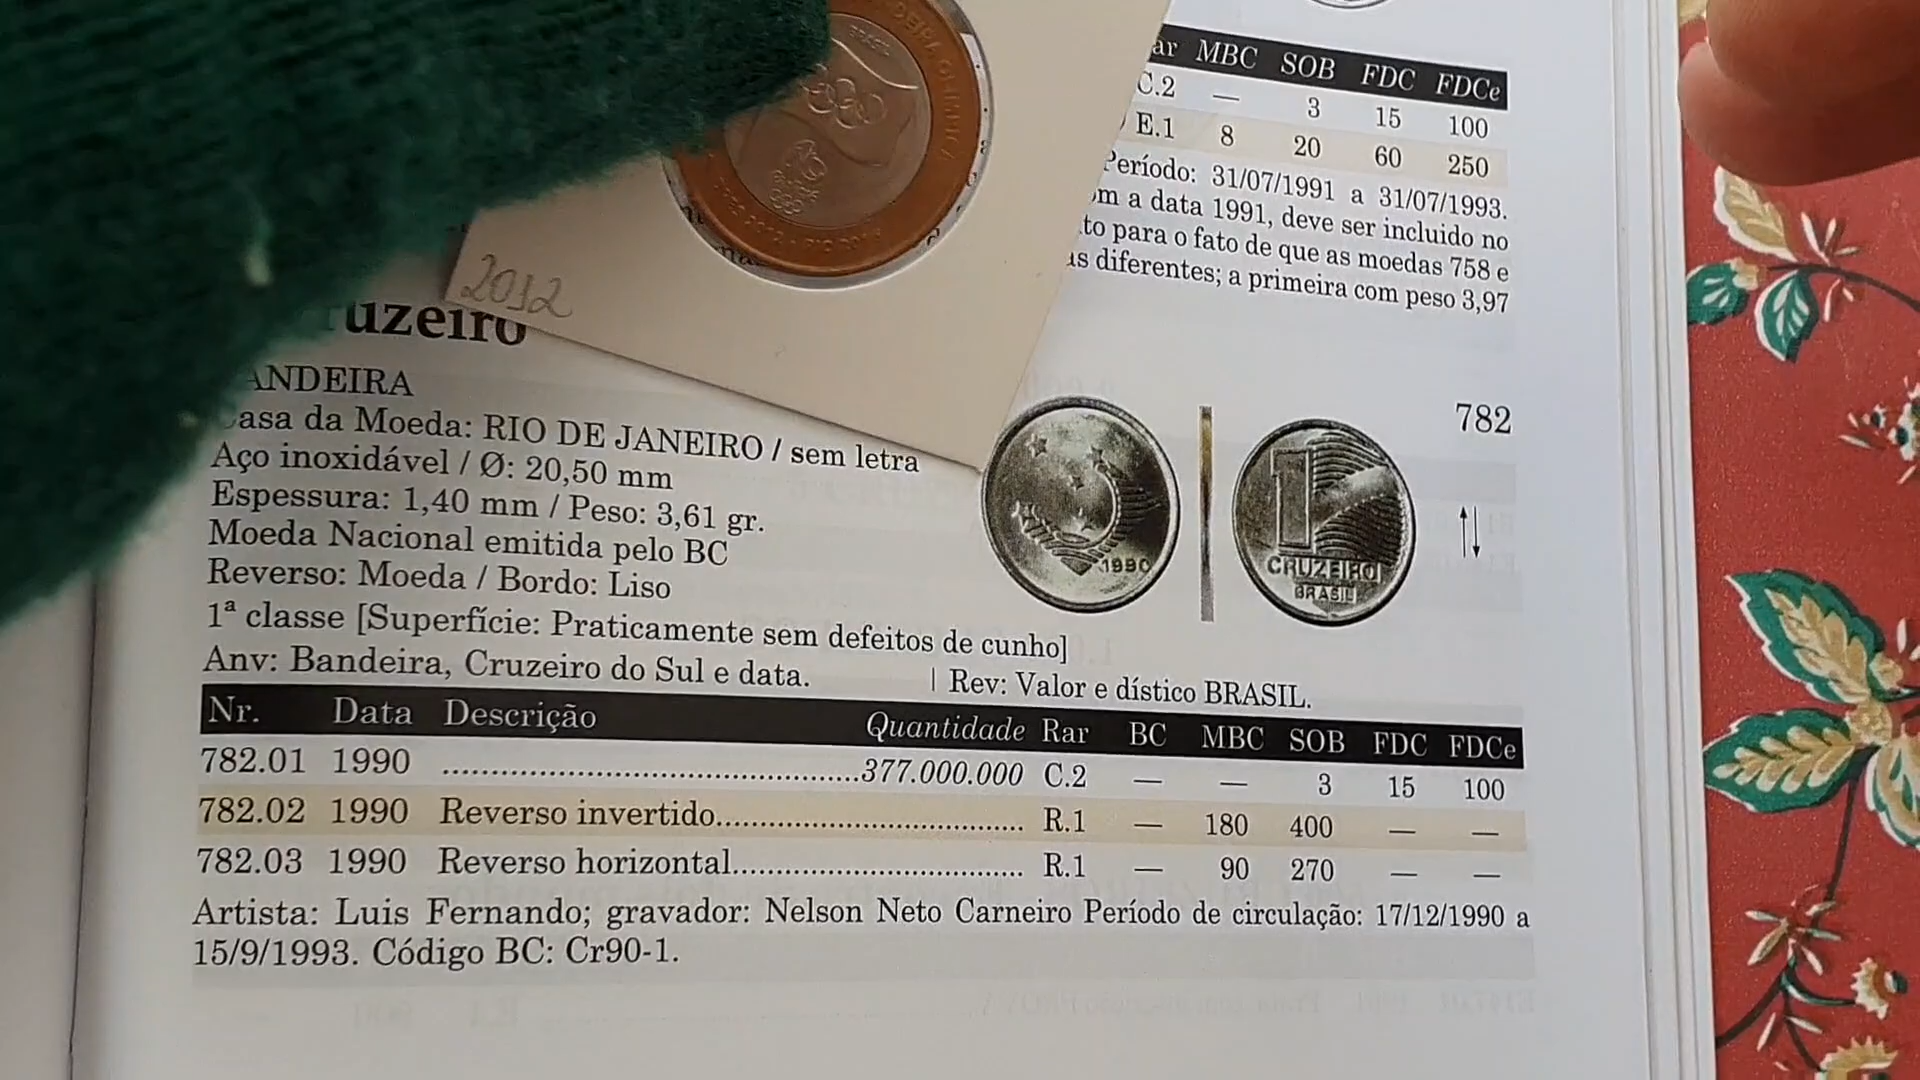 BRASIL
2012
MBC SOB FDC FDCe
C.2 — 3 15 100
E.1 8 20 60 250
Período: 31/07/1991 a 31/07/1993.
a data 1991, deve ser incluido no
para o fato de que as moedas 758 e
diferentes; a primeira com peso 3,97
uzeiro
ANDEIRA
asa da Moeda: RIO DE JANEIRO / sem letra
Aço inoxidável / Ø: 20,50 mm
Espessura: 1,40 mm / Peso: 3,61 gr.
Moeda Nacional emitida pelo BC
Reverso: Moeda / Bordo: Liso
1ª classe [Superfície: Praticamente sem defeitos de cunho]
Anv: Bandeira, Cruzeiro do Sul e data. | Rev: Valor e dístico BRASIL.
782
1990
1
CRUZEIRO
BRASIL
Nr. Data Descrição Quantidade Rar BC MBC SOB FDC FDCe
782.01 1990 ..........................................377.000.000 C.2 — — 3 15 100
782.02 1990 Reverso invertido.................................. R.1 — 180 400 — —
782.03 1990 Reverso horizontal................................ R.1 — 90 270 — —
Artista: Luis Fernando; gravador: Nelson Neto Carneiro Período de circulação: 17/12/1990 a
15/9/1993. Código BC: Cr90-1.